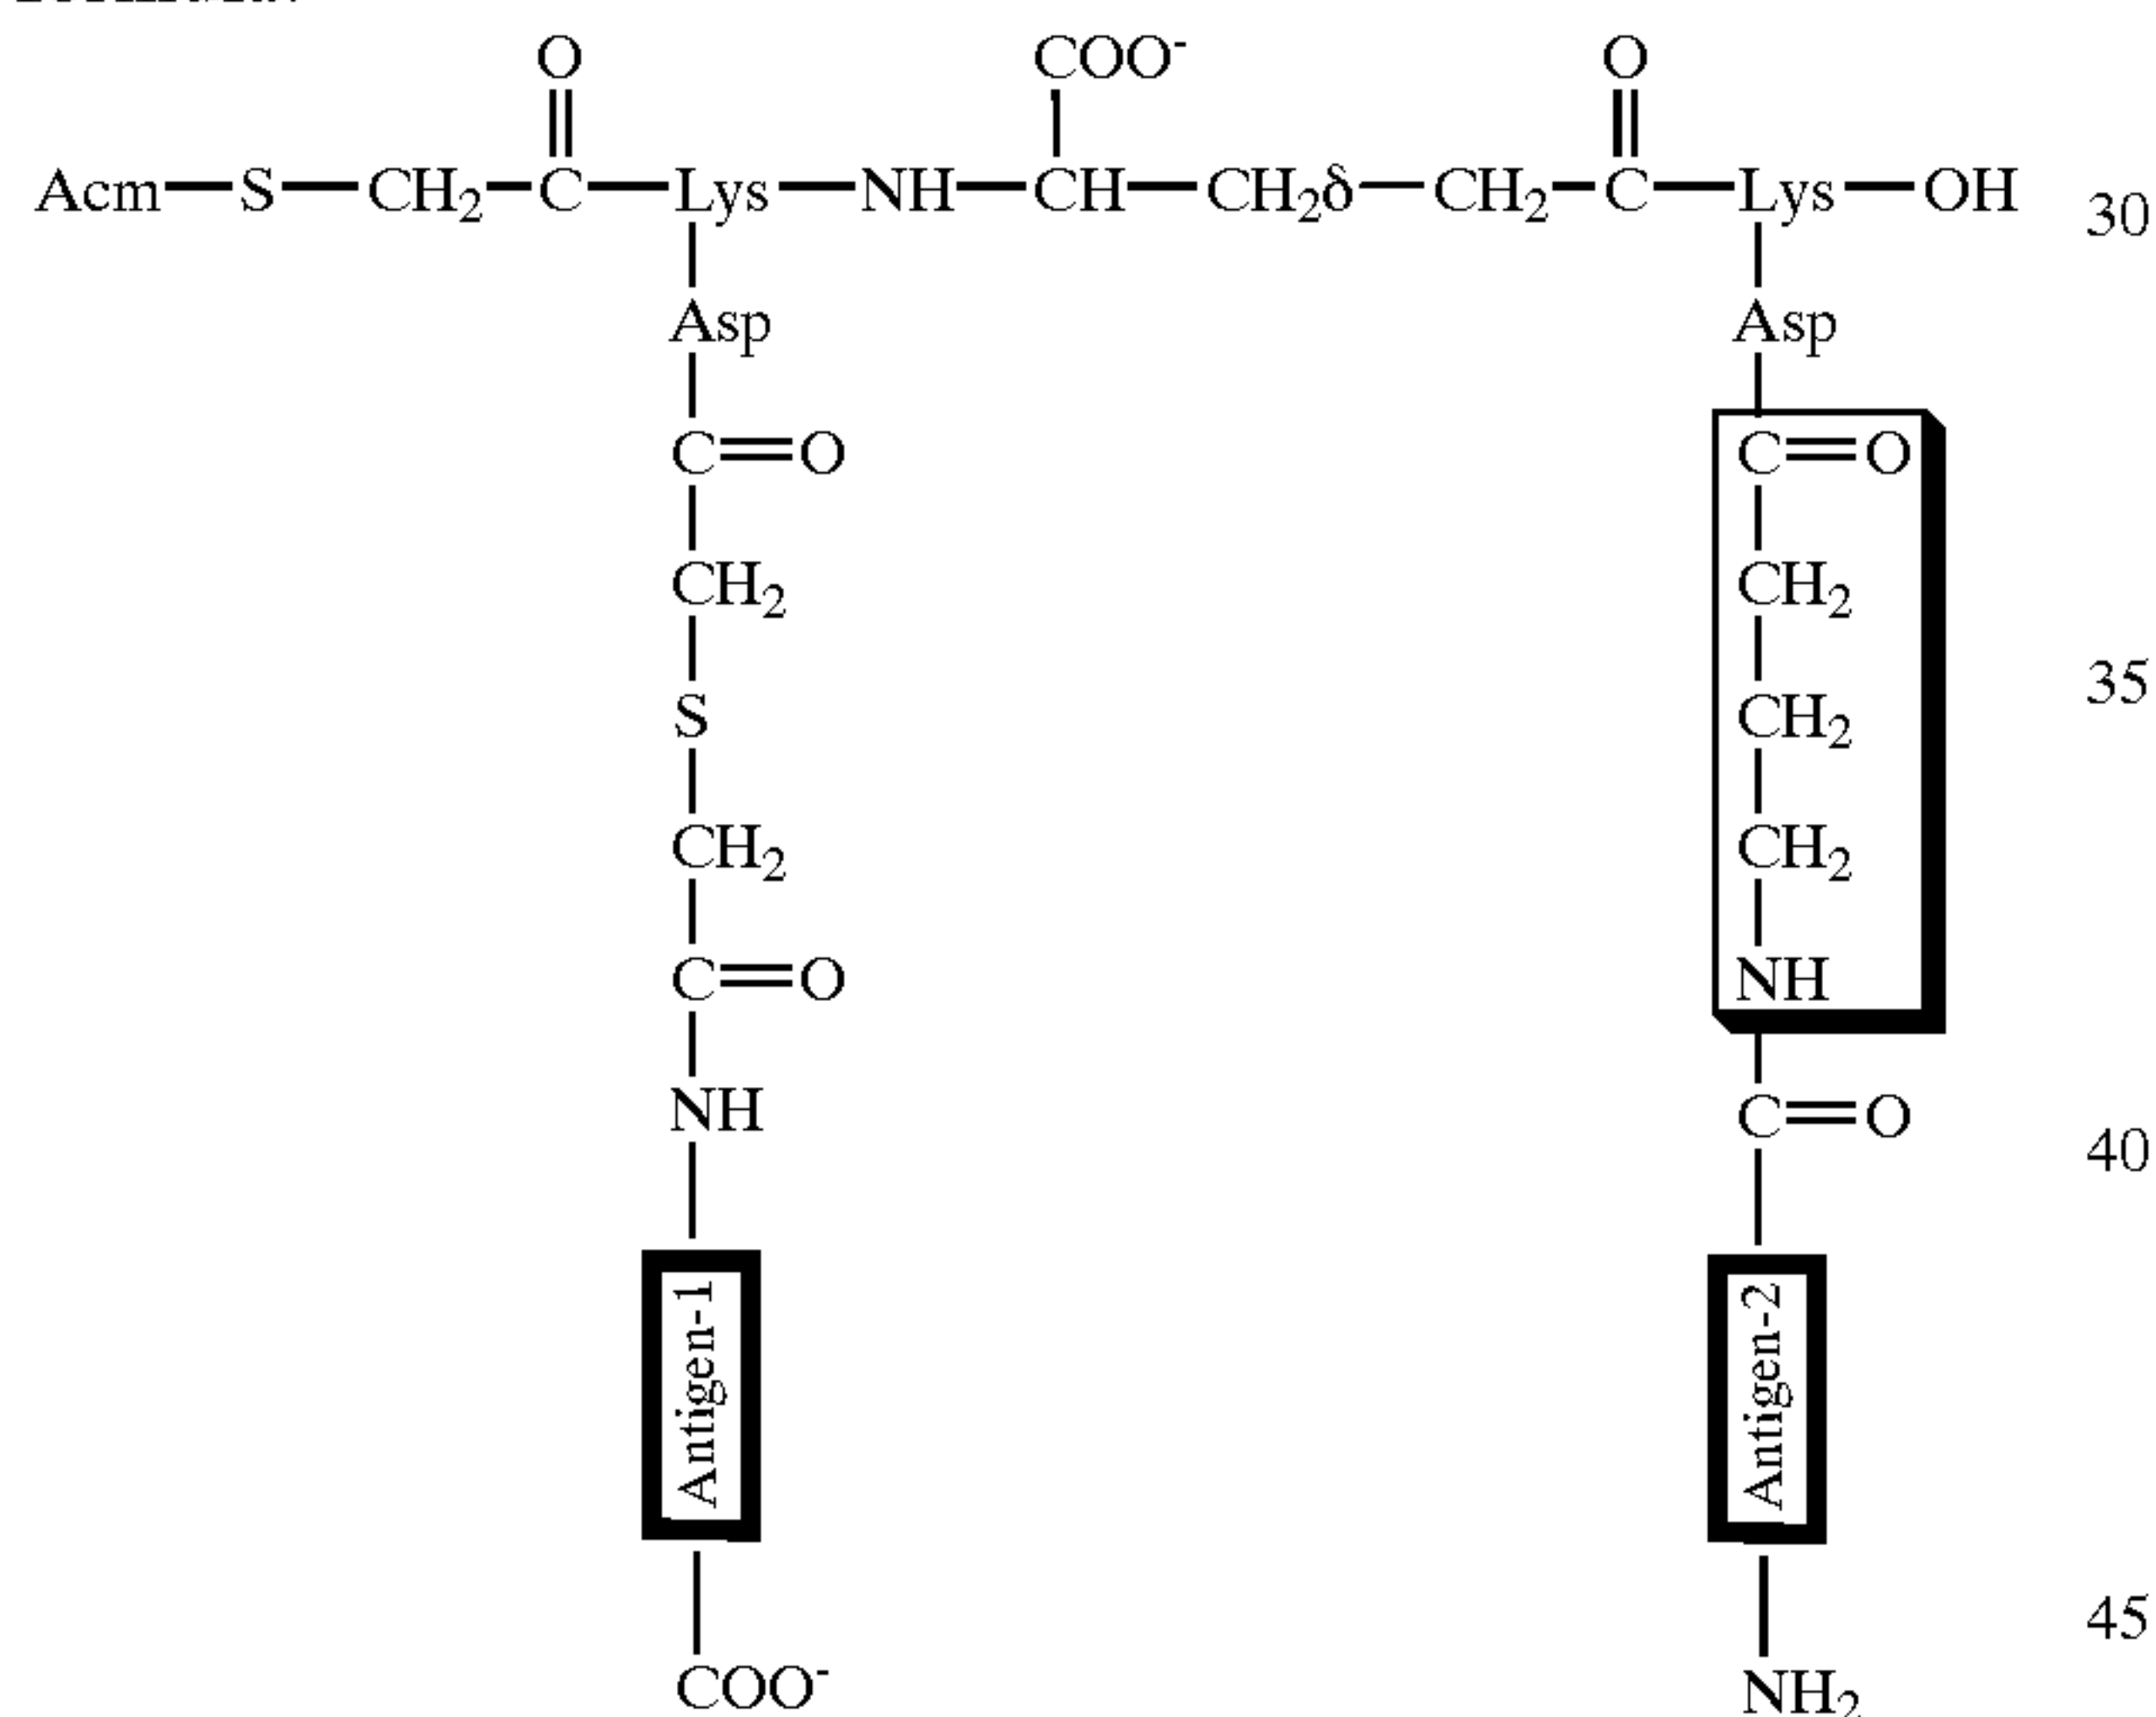 O COO⁻ O
Acm—S—CH₂—C—Lys—NH—CH—CH₂δ—CH₂—C—Lys—OH 30
Asp Asp
C=O C=O
CH₂ CH₂
S CH₂ 35
CH₂ CH₂
C=O NH
NH C=O 40
Antigen-1 Antigen-2
COO⁻ NH₂ 45